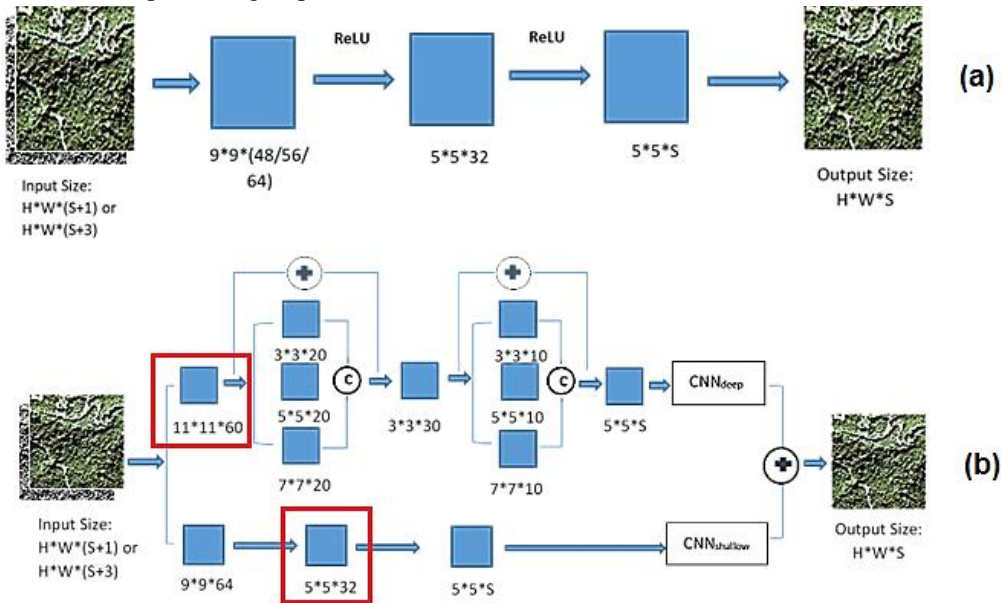 ReLU
ReLU
(a)
9*9*(48/56/
64)
5*5*32
5*5*S
Input Size:
H*W*(S+1) or
H*W*(S+3)
Output Size:
H*W*S
3*3*20
5*5*20
7*7*20
C
11*11*60
3*3*30
3*3*10
5*5*10
7*7*10
C
5*5*S
CNNdeep
(b)
Input Size:
H*W*(S+1) or
H*W*(S+3)
9*9*64
5*5*32
5*5*S
CNNshallow
Output Size:
H*W*S